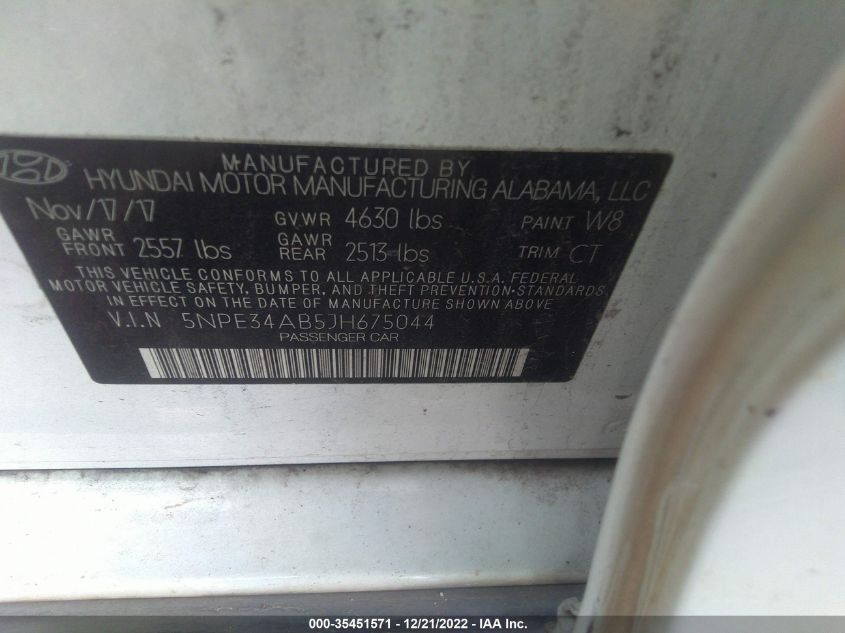 MANUFACTURED BY
HYUNDAI MOTOR MANUFACTURING ALABAMA, LLC
Nov/17/17 GVWR 4630 lbs PAINT W8
GAWR FRONT 2557 lbs GAWR REAR 2513 lbs TRIM CT
THIS VEHICLE CONFORMS TO ALL APPLICABLE U.S.A. FEDERAL
MOTOR VEHICLE SAFETY, BUMPER, AND THEFT PREVENTION STANDARDS
IN EFFECT ON THE DATE OF MANUFACTURE SHOWN ABOVE.
V.I.N 5NPE34AB5JH675044
PASSENGER CAR
000-35451571 - 12/21/2022 - IAA Inc.